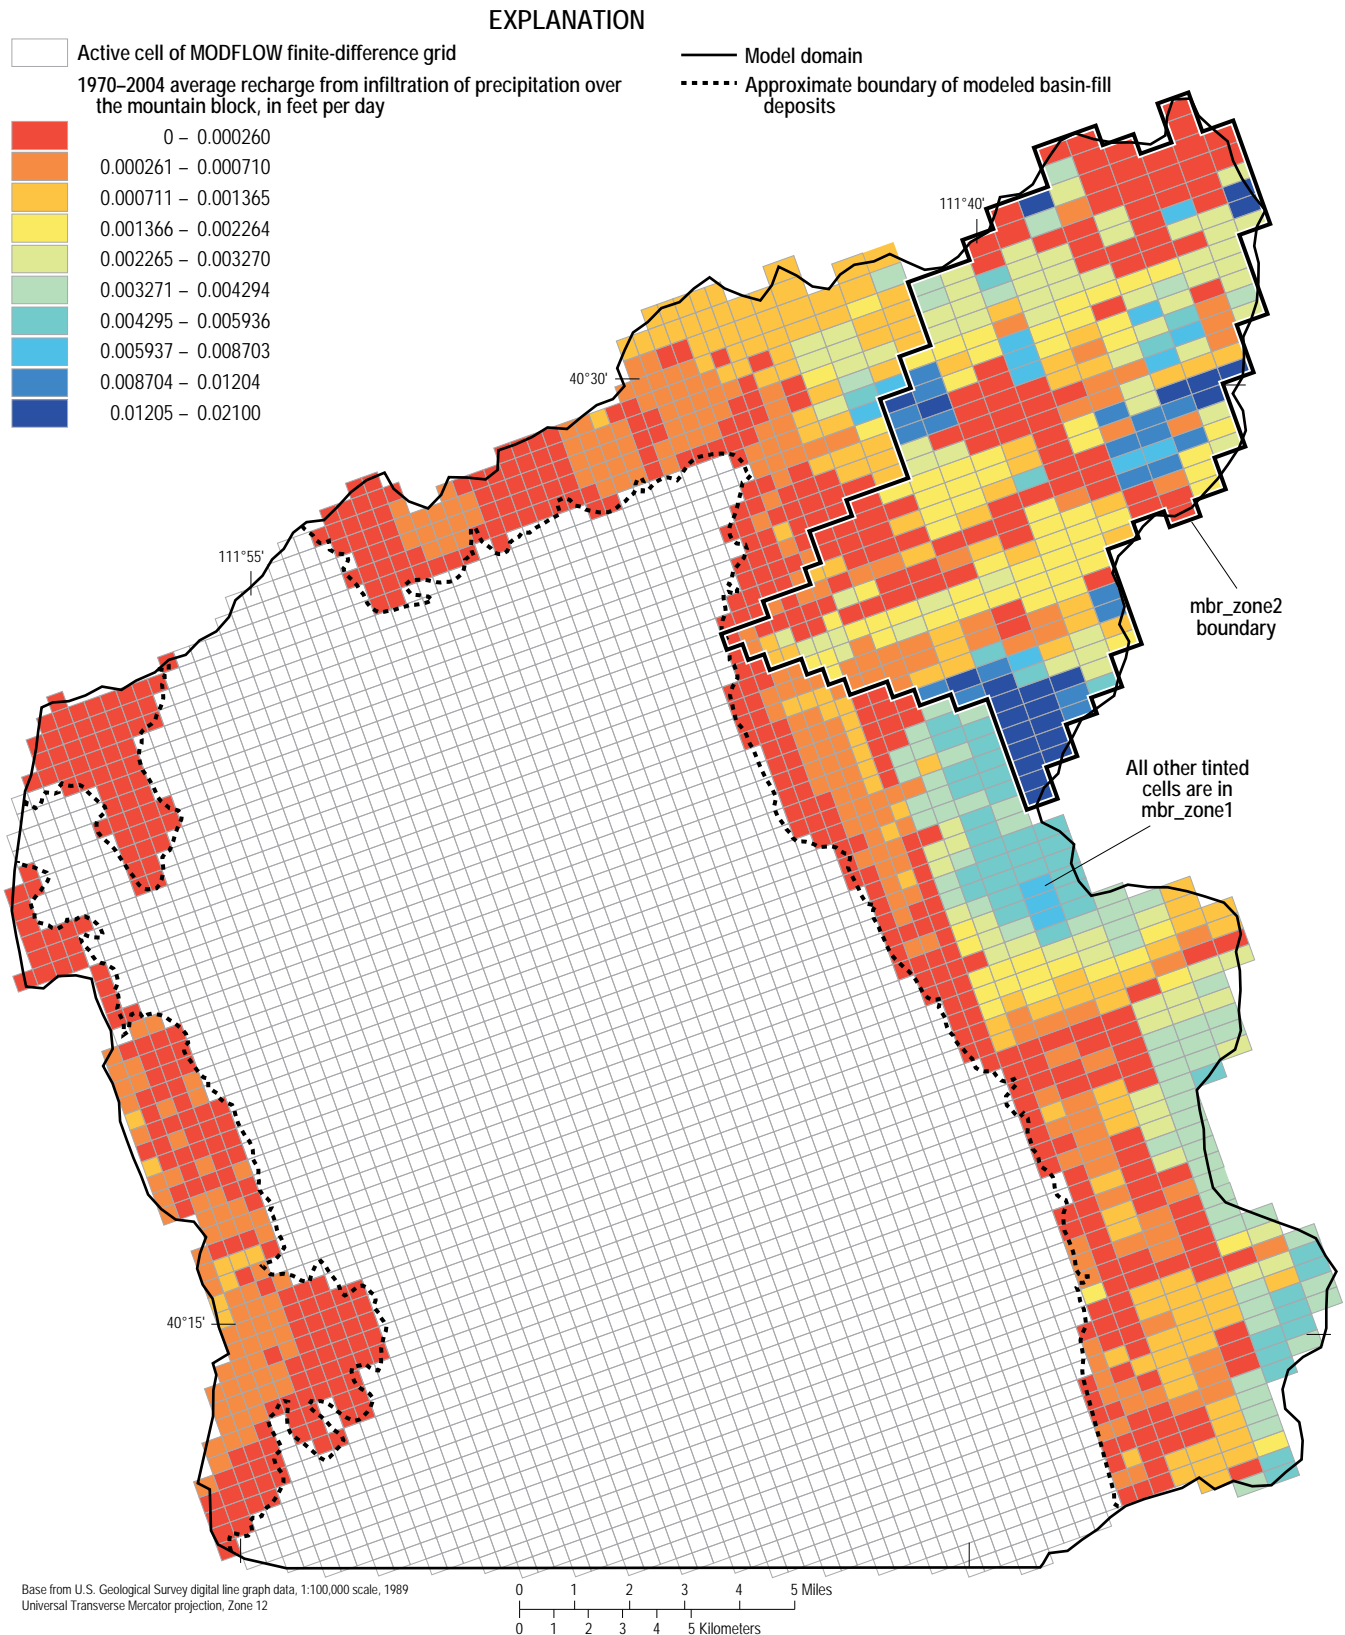 EXPLANATION
Active cell of MODFLOW finite-difference grid
1970–2004 average recharge from infiltration of precipitation over
the mountain block, in feet per day
0 – 0.000260
0.000261 – 0.000710
0.000711 – 0.001365
0.001366 – 0.002264
0.002265 – 0.003270
0.003271 – 0.004294
0.004295 – 0.005936
0.005937 – 0.008703
0.008704 – 0.01204
0.01205 – 0.02100
Model domain
Approximate boundary of modeled basin-fill
deposits
111°40'
40°30'
111°55'
mbr_zone2
boundary
All other tinted
cells are in
mbr_zone1
40°15'
Base from U.S. Geological Survey digital line graph data, 1:100,000 scale, 1989
Universal Transverse Mercator projection, Zone 12
0 1 2 3 4 5 Miles
0 1 2 3 4 5 Kilometers